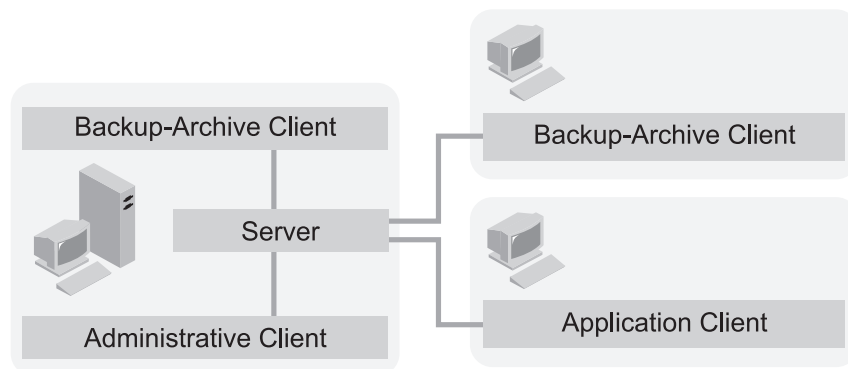 Backup-Archive Client
Server
Administrative Client
Backup-Archive Client
Application Client